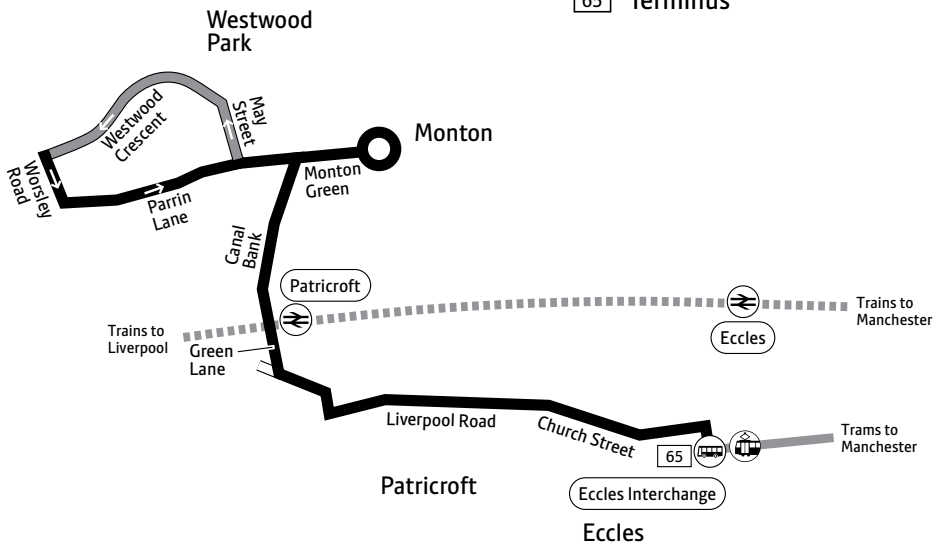 65 Terminus
Westwood
Park
May
Street
Westwood
Crescent
Monton
Worsley
Road
Monton
Green
Parrin
Lane
Canal
Bank
Patricroft
Trains to
Manchester
Trains to
Liverpool
Eccles
Green
Lane
Liverpool Road
Church Street
Trams to
Manchester
65
Patricroft
Eccles Interchange
Eccles